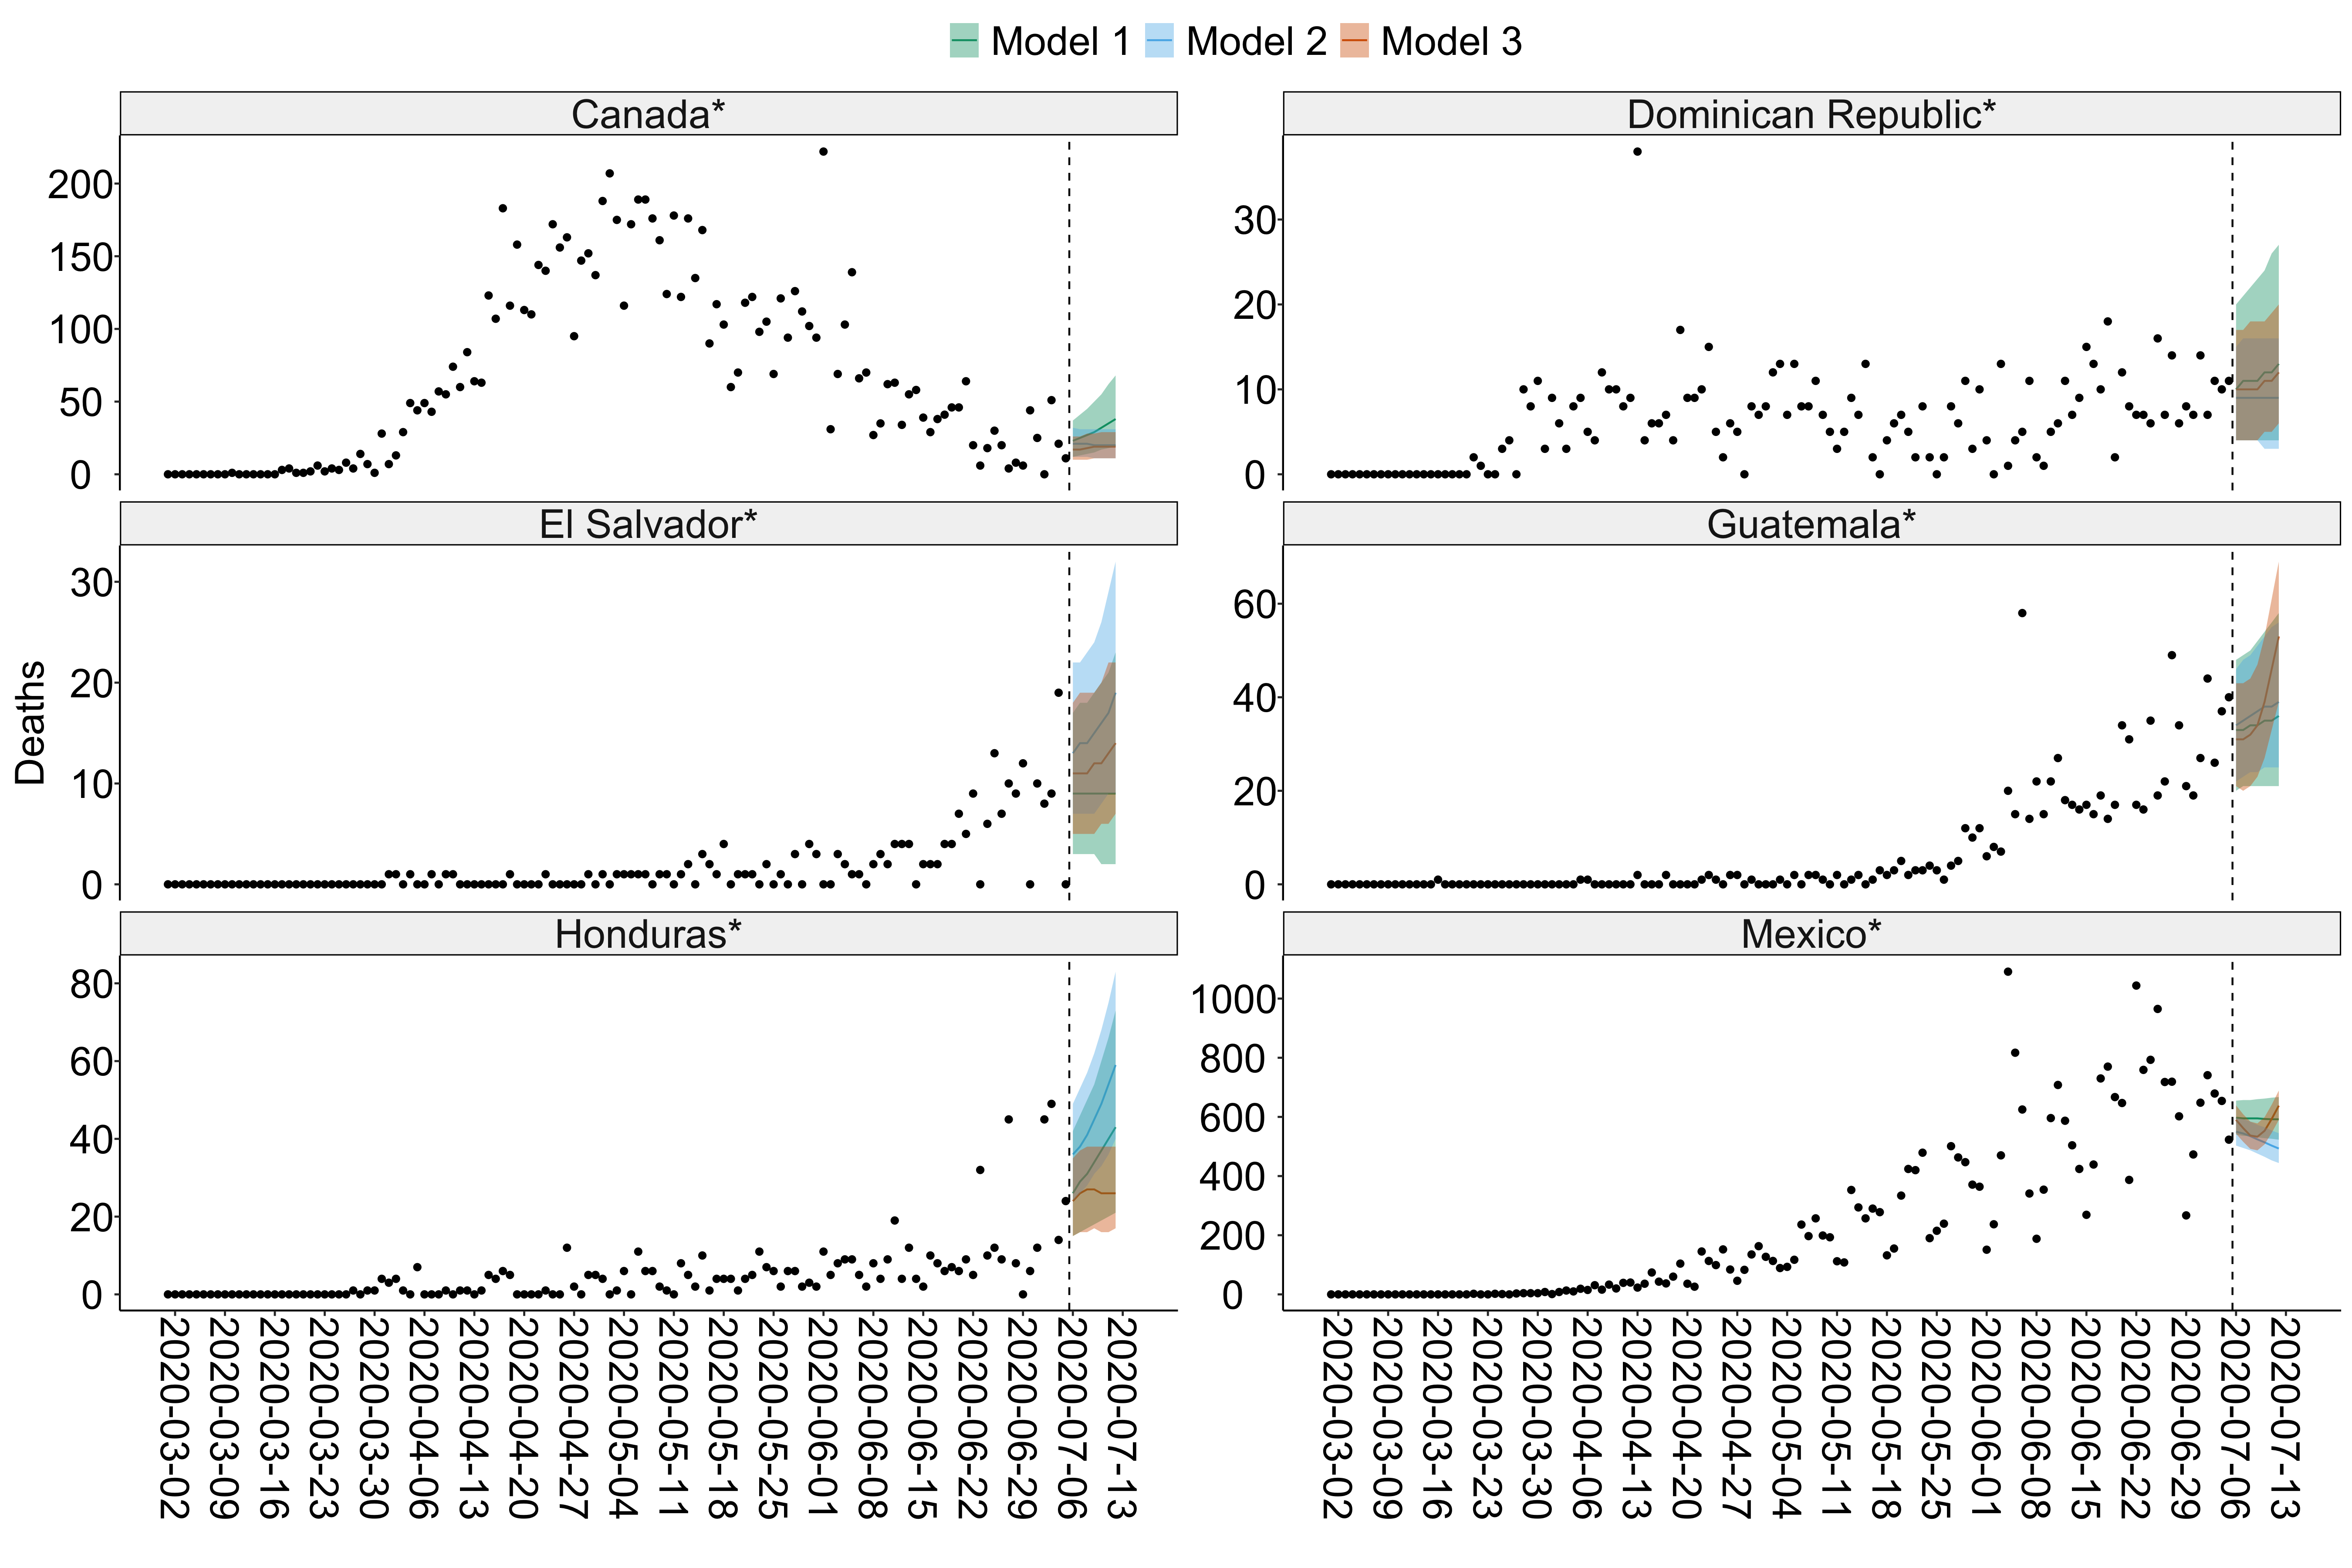 Model 1 Model 2 Model 3
Canada* Dominican Republic*
200 150 100 50 0
30 20 10 0
El Salvador* Guatemala*
30 20 10 0
60 40 20 0
Deaths
Honduras* Mexico*
80 60 40 20 0
1000 800 600 400 200 0
2020-03-02 2020-03-09 2020-03-16 2020-03-23 2020-03-30 2020-04-06 2020-04-13 2020-04-20 2020-04-27 2020-05-04 2020-05-11 2020-05-18 2020-05-25 2020-06-01 2020-06-08 2020-06-15 2020-06-22 2020-06-29 2020-07-06 2020-07-13
2020-03-02 2020-03-09 2020-03-16 2020-03-23 2020-03-30 2020-04-06 2020-04-13 2020-04-20 2020-04-27 2020-05-04 2020-05-11 2020-05-18 2020-05-25 2020-06-01 2020-06-08 2020-06-15 2020-06-22 2020-06-29 2020-07-06 2020-07-13